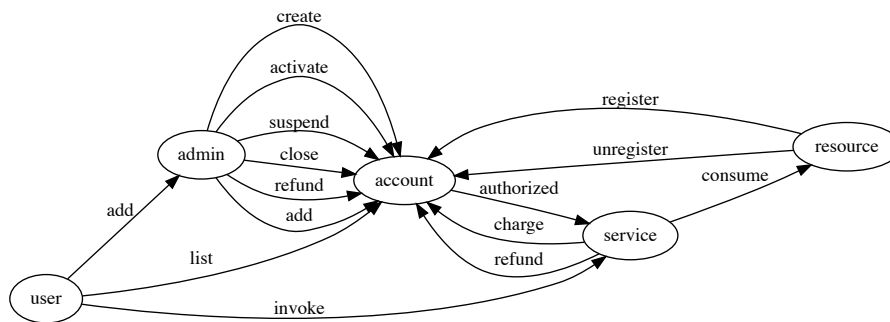 create
activate
suspend
close
refund
add
admin
account
register
unregister
resource
authorized
consume
charge
service
refund
add
list
user
invoke